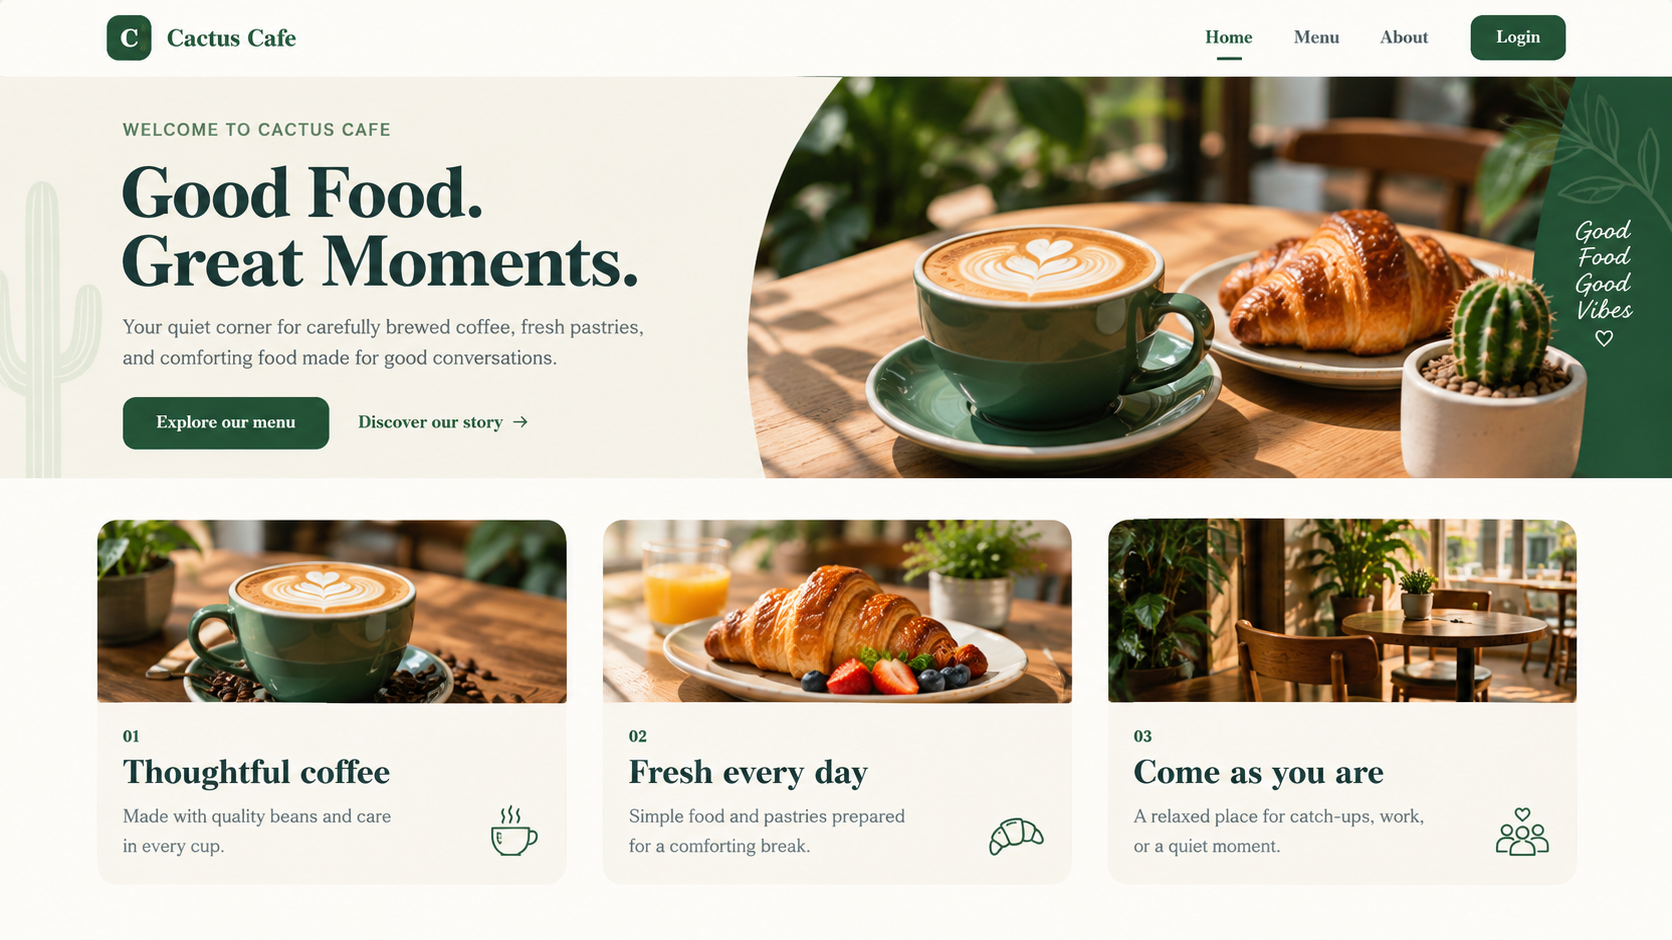 C
Cactus Cafe
Home
Menu
About
Login
WELCOME TO CACTUS CAFE
Good Food.
Great Moments.
Your quiet corner for carefully brewed coffee, fresh pastries,
and comforting food made for good conversations.
Explore our menu
Discover our story →
Good
Food
Good
Vibes
♡
01
Thoughtful coffee
Made with quality beans and care
in every cup.
02
Fresh every day
Simple food and pastries prepared
for a comforting break.
03
Come as you are
A relaxed place for catch-ups, work,
or a quiet moment.